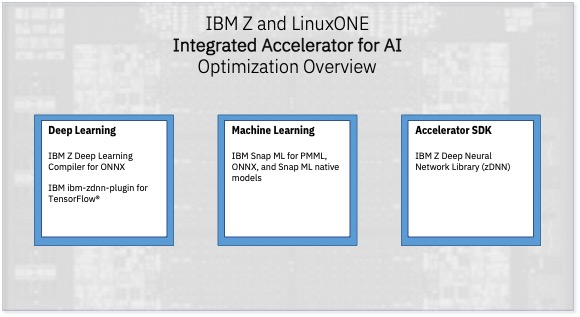 IBM Z and LinuxONE
Integrated Accelerator for AI
Optimization Overview
Deep Learning
IBM Z Deep Learning
Compiler for ONNX
IBM ibm-zdnn-plugin for
TensorFlow®
Machine Learning
IBM Snap ML for PMML,
ONNX, and Snap ML native
models
Accelerator SDK
IBM Z Deep Neural
Network Library (zDNN)